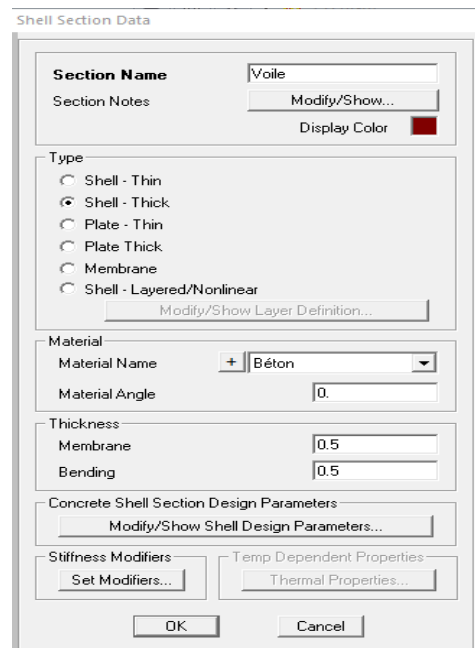 Shell Section Data
Section Name Voile
Section Notes Modify/Show...
Display Color
Type
Shell - Thin
Shell - Thick
Plate - Thin
Plate Thick
Membrane
Shell - Layered/Nonlinear
Modify/Show Layer Definition...
Material
Material Name + Béton
Material Angle 0.
Thickness
Membrane 0.5
Bending 0.5
Concrete Shell Section Design Parameters
Modify/Show Shell Design Parameters...
Stiffness Modifiers Temp Dependent Properties
Set Modifiers... Thermal Properties...
OK Cancel